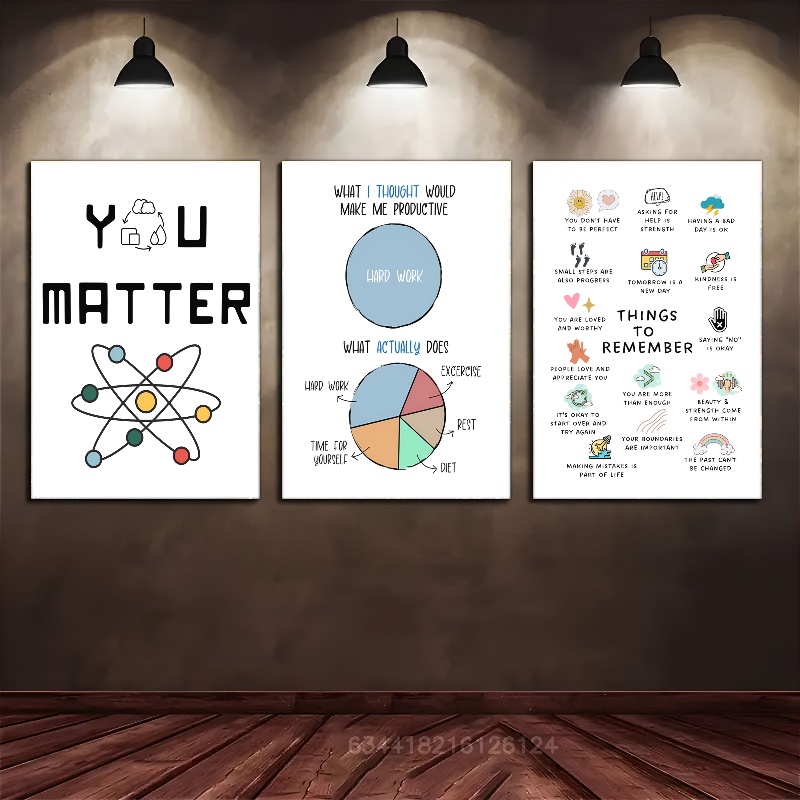 Y U
MATTER
WHAT I THOUGHT WOULD
MAKE ME PRODUCTIVE
HARD WORK
WHAT ACTUALLY DOES
HARD WORK
EXCERCISE
REST
TIME FOR
YOURSELF
DIET
YOU DON'T HAVE
TO BE PERFECT
HELP!
ASKING FOR
HELP IS
STRENGTH
HAVING A BAD
DAY IS OK
SMALL STEPS ARE
ALSO PROGRESS
TOMORROW IS A
NEW DAY
KINDNESS IS
FREE
YOU ARE LOVED
AND WORTHY
THINGS
TO
REMEMBER
SAYING "NO"
IS OKAY
PEOPLE LOVE AND
APPRECIATE YOU
YOU ARE MORE
THAN ENOUGH
BEAUTY &
STRENGTH COME
FROM WITHIN
IT'S OKAY TO
START OVER AND
TRY AGAIN
YOUR BOUNDARIES
ARE IMPORTANT
MAKING MISTAKES IS
PART OF LIFE
THE PAST CAN'T
BE CHANGED
634418216126124